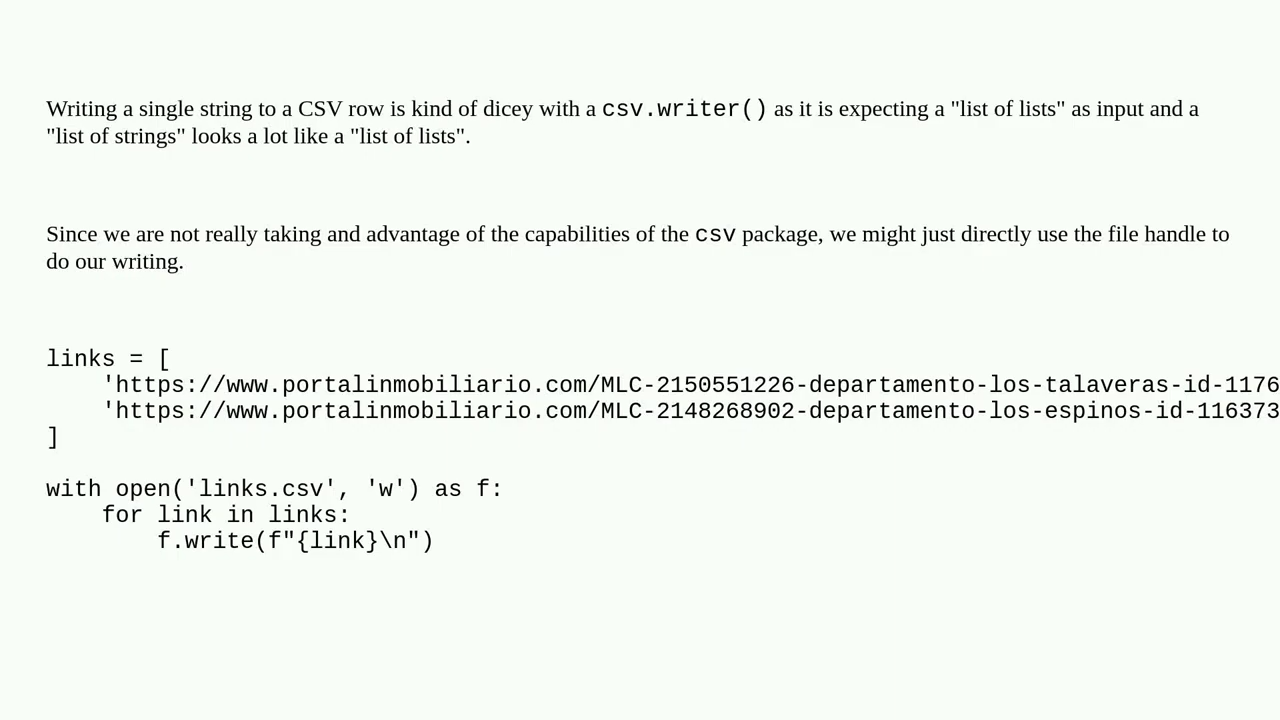 Writing a single string to a CSV row is kind of dicey with a csv.writer() as it is expecting a "list of lists" as input and a
"list of strings" looks a lot like a "list of lists".
Since we are not really taking and advantage of the capabilities of the csv package, we might just directly use the file handle to
do our writing.
links = [
    'https://www.portalinmobiliario.com/MLC-2150551226-departamento-los-talaveras-id-1176
    'https://www.portalinmobiliario.com/MLC-2148268902-departamento-los-espinos-id-116373
]
with open('links.csv', 'w') as f:
    for link in links:
        f.write(f"{link}\n")